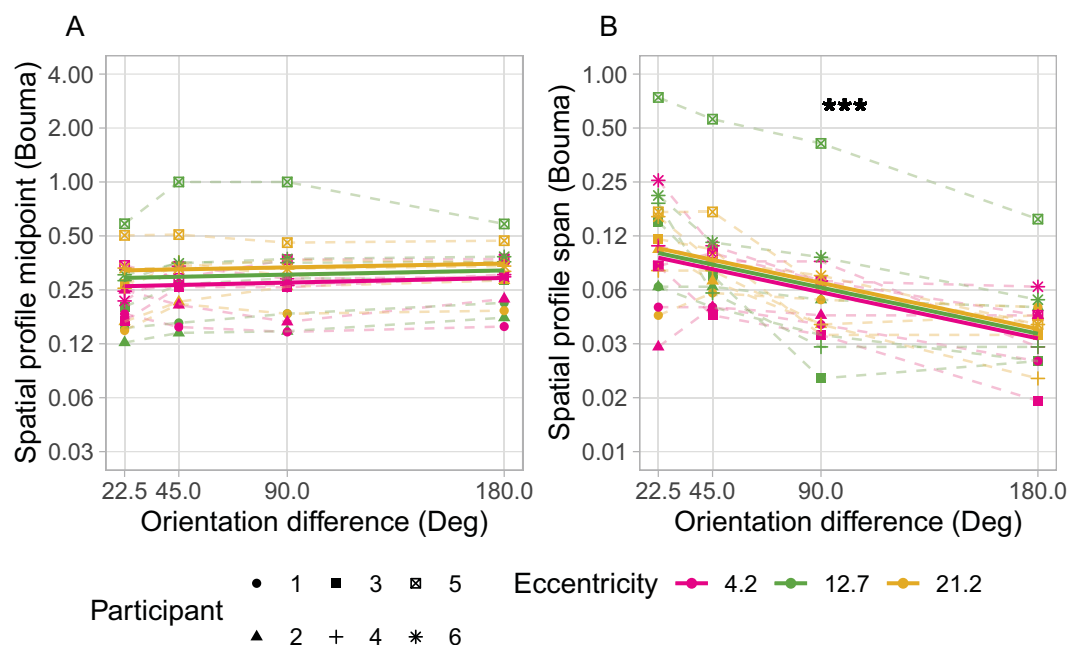 A
B
Spatial profile midpoint (Bouma)
4.00
2.00
1.00
0.50
0.25
0.12
0.06
0.03
22.5 45.0 90.0 180.0
Orientation difference (Deg)
Spatial profile span (Bouma)
1.00
0.50
0.25
0.12
0.06
0.03
0.02
0.01
***
22.5 45.0 90.0 180.0
Orientation difference (Deg)
Participant
1 3 5
2 4 6
Eccentricity 4.2 12.7 21.2